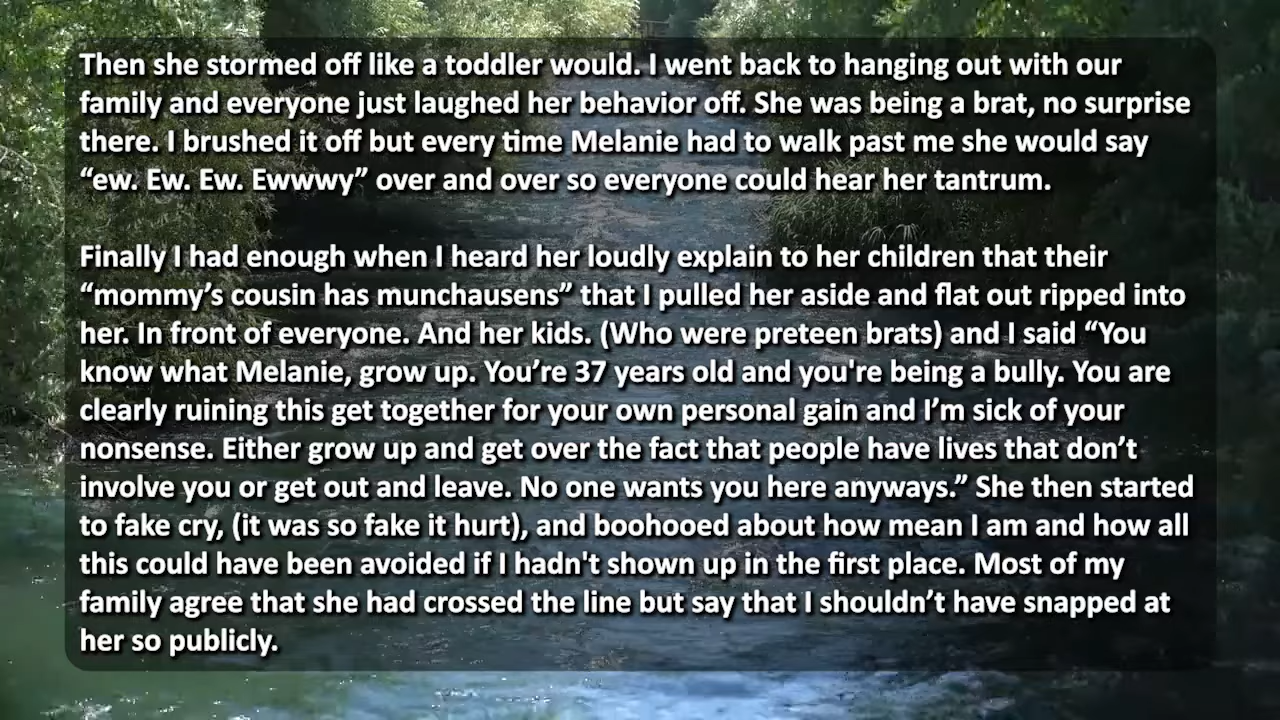 Then she stormed off like a toddler would. I went back to hanging out with our
family and everyone just laughed her behavior off. She was being a brat, no surprise
there. I brushed it off but every time Melanie had to walk past me she would say
“ew. Ew. Ew. Ewwwy” over and over so everyone could hear her tantrum.
Finally I had enough when I heard her loudly explain to her children that their
“mommy’s cousin has munchausens” that I pulled her aside and flat out ripped into
her. In front of everyone. And her kids. (Who were preteen brats) and I said “You
know what Melanie, grow up. You’re 37 years old and you're being a bully. You are
clearly ruining this get together for your own personal gain and I’m sick of your
nonsense. Either grow up and get over the fact that people have lives that don’t
involve you or get out and leave. No one wants you here anyways.” She then started
to fake cry, (it was so fake it hurt), and boohooed about how mean I am and how all
this could have been avoided if I hadn't shown up in the first place. Most of my
family agree that she had crossed the line but say that I shouldn’t have snapped at
her so publicly.